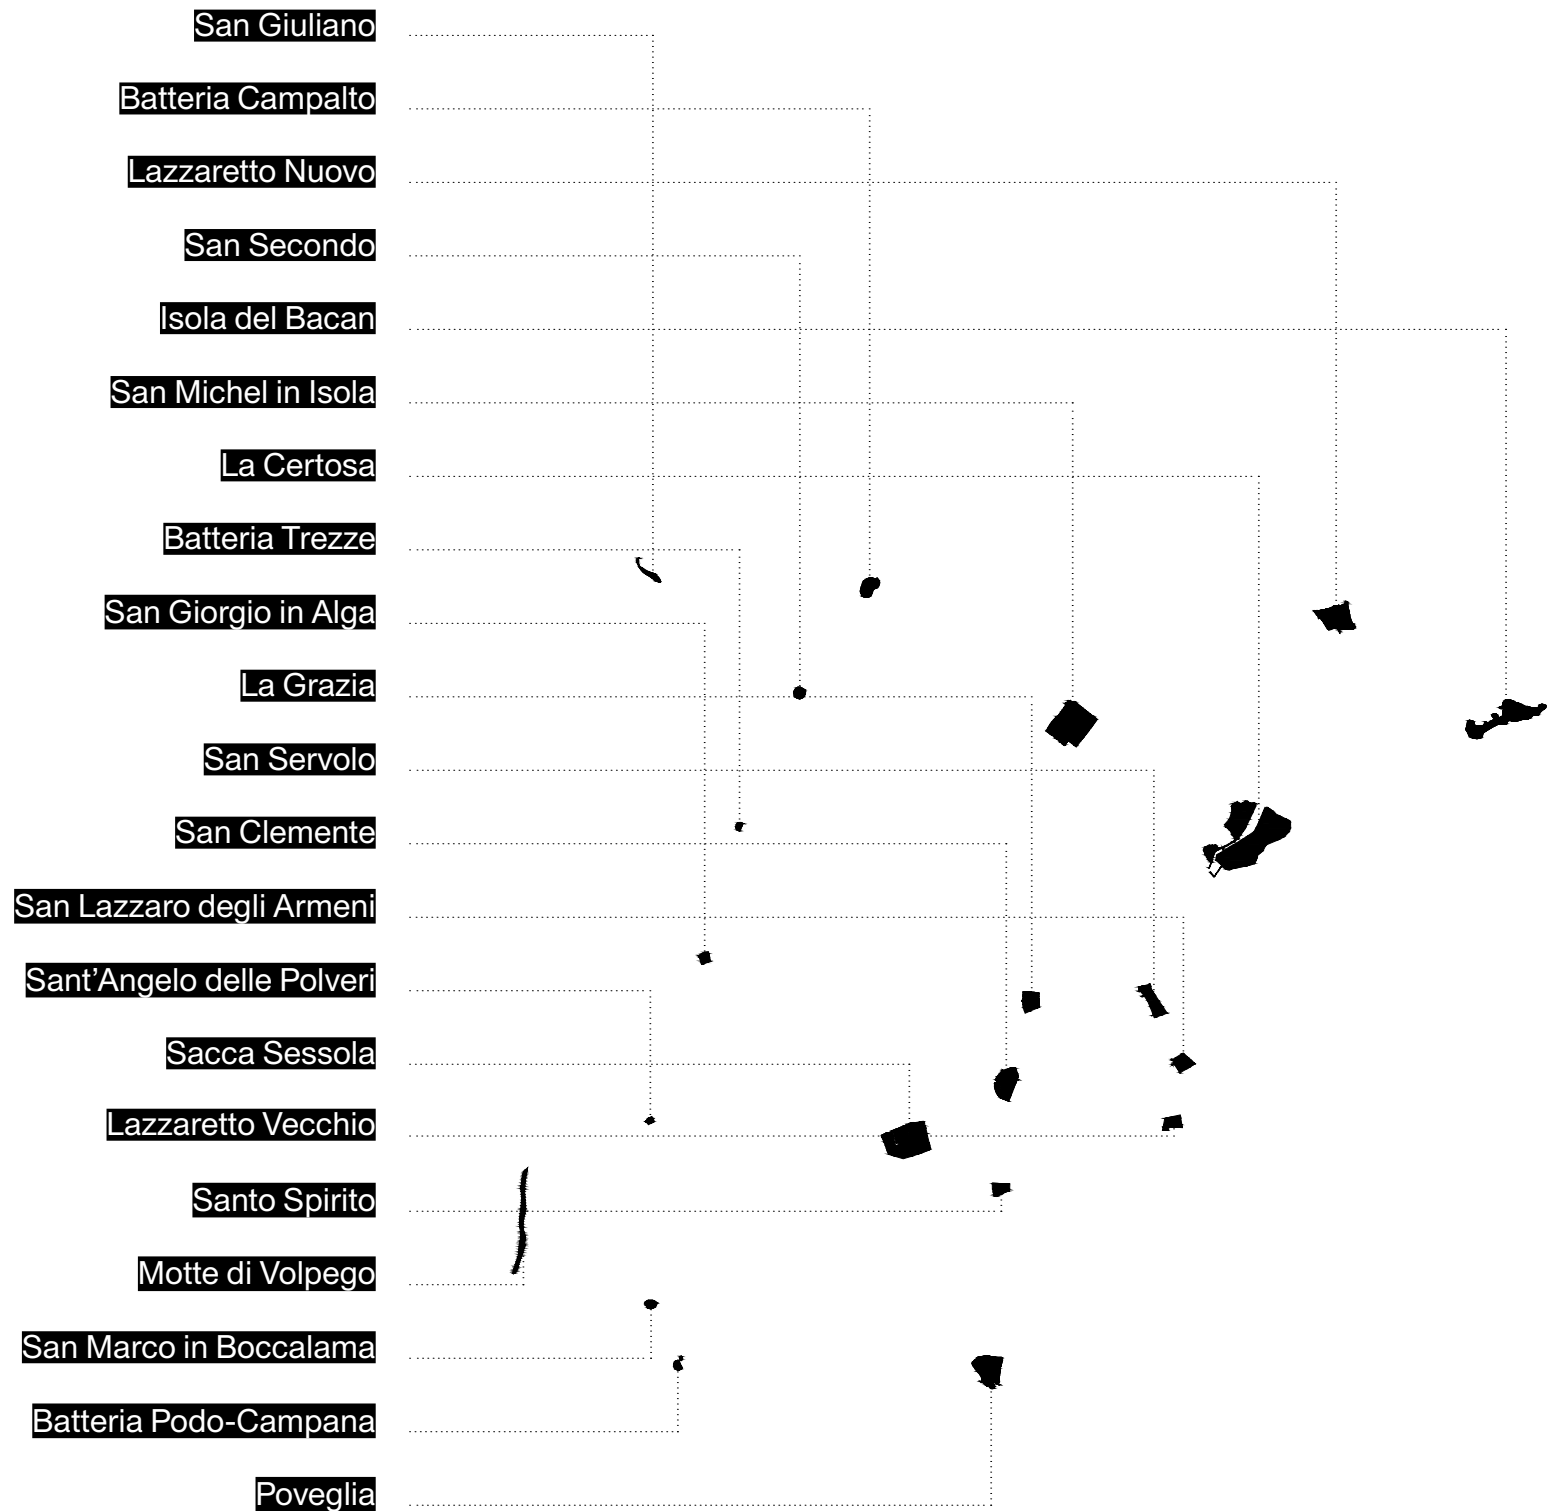 San Giuliano
Batteria Campalto
Lazzaretto Nuovo
San Secondo
Isola del Bacan
San Michel in Isola
La Certosa
Batteria Trezze
San Giorgio in Alga
La Grazia
San Servolo
San Clemente
San Lazzaro degli Armeni
Sant’Angelo delle Polveri
Sacca Sessola
Lazzaretto Vecchio
Santo Spirito
Motte di Volpego
San Marco in Boccalama
Batteria Podo-Campana
Poveglia